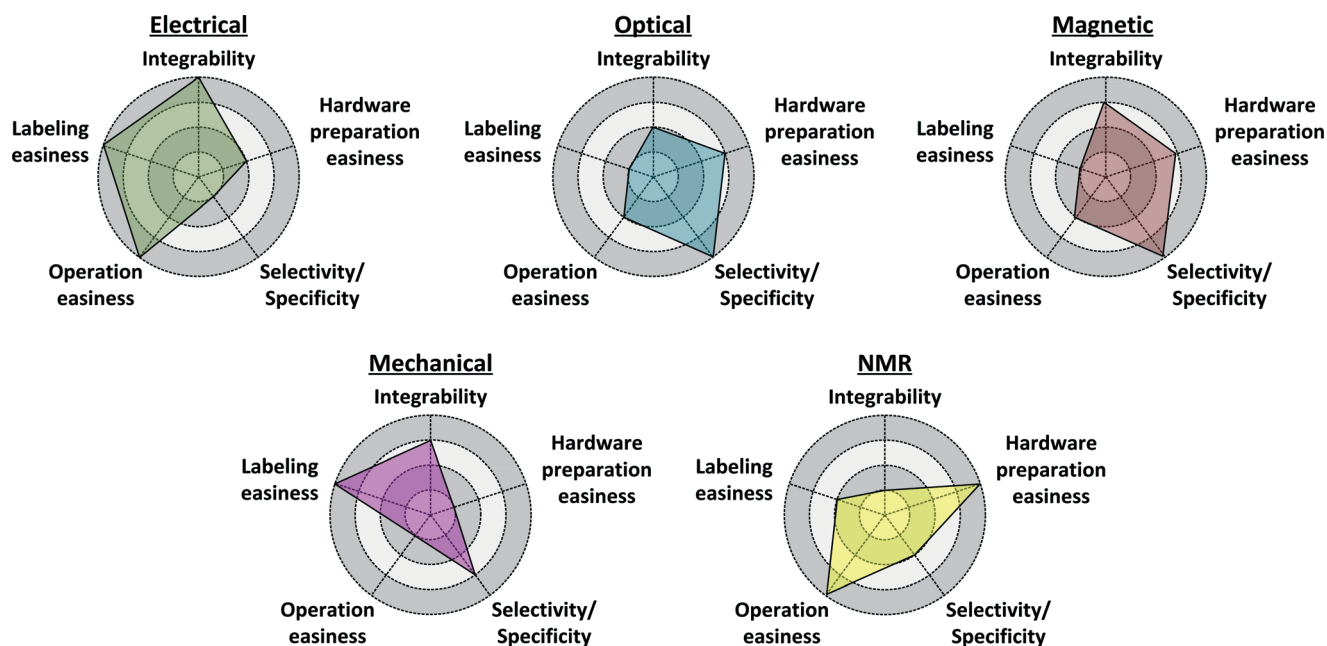 Electrical
Integrability
Hardware
preparation
easiness
Labeling
easiness
Operation
easiness
Selectivity/
Specificity
Optical
Integrability
Hardware
preparation
easiness
Labeling
easiness
Operation
easiness
Selectivity/
Specificity
Magnetic
Integrability
Hardware
preparation
easiness
Labeling
easiness
Operation
easiness
Selectivity/
Specificity
Mechanical
Integrability
Hardware
preparation
easiness
Labeling
easiness
Operation
easiness
Selectivity/
Specificity
NMR
Integrability
Hardware
preparation
easiness
Labeling
easiness
Operation
easiness
Selectivity/
Specificity